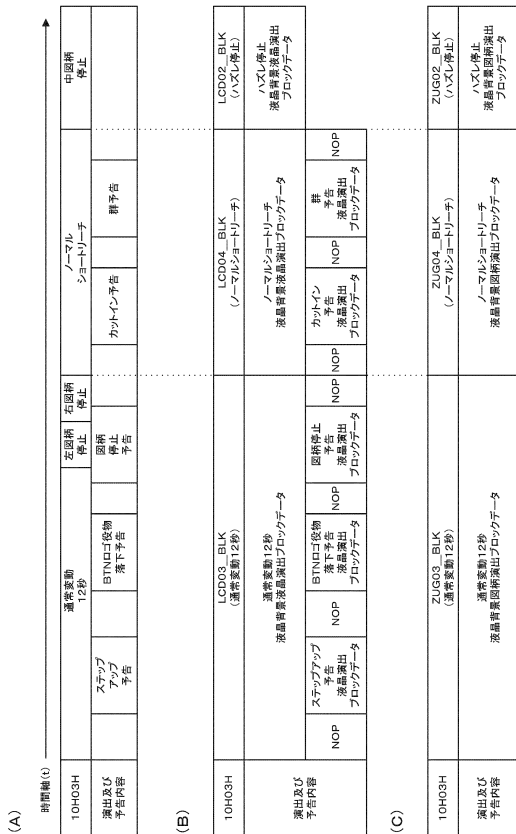 (A)
時間軸(t)
10H03H
通常変動
12秒
左図柄
停止
右図柄
停止
ノーマル
ショートリーチ
中図柄
停止
演出及び
予告内容
ステップ
アップ
予告
BTNロゴ役物
落下予告
図柄
停止
予告
カットイン予告
群予告
(B)
10H03H
LCD03__BLK
(通常変動12秒)
LCD04__BLK
(ノーマルショートリーチ)
LCD02__BLK
(ハズレ停止)
演出及び
予告内容
通常変動12秒
液晶背景液晶演出ブロックデータ
ノーマルショートリーチ
液晶背景液晶演出ブロックデータ
ハズレ停止
液晶背景液晶演出
ブロックデータ
NOP
ステップアップ
予告
液晶演出
ブロックデータ
NOP
BTNロゴ役物
落下予告
液晶演出
ブロックデータ
NOP
図柄停止
予告
液晶演出
ブロックデータ
NOP
NOP
カットイン
予告
液晶演出
ブロックデータ
NOP
群
予告
液晶演出
ブロックデータ
NOP
(C)
10H03H
ZUG03__BLK
(通常変動12秒)
ZUG04__BLK
(ノーマルショートリーチ)
ZUG02__BLK
(ハズレ停止)
演出及び
予告内容
通常変動12秒
液晶背景図柄演出ブロックデータ
ノーマルショートリーチ
液晶背景図柄演出ブロックデータ
ハズレ停止
液晶背景図柄演出
ブロックデータ